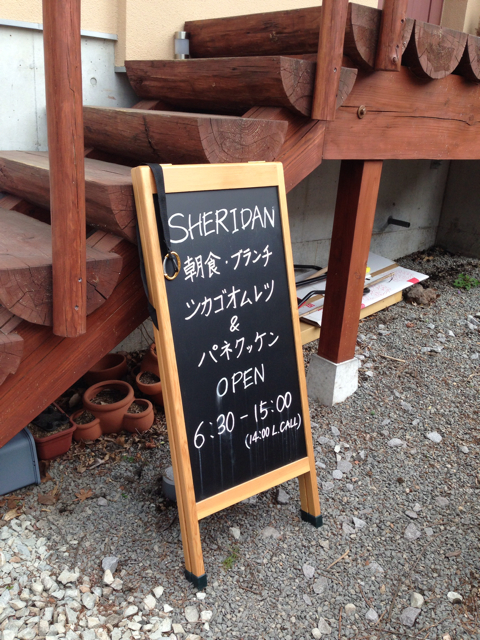 SHERIDAN
朝食・ブランチ
シカゴオムレツ
&
パネクッケン
OPEN
6:30-15:00
(14:00 L.CALL)